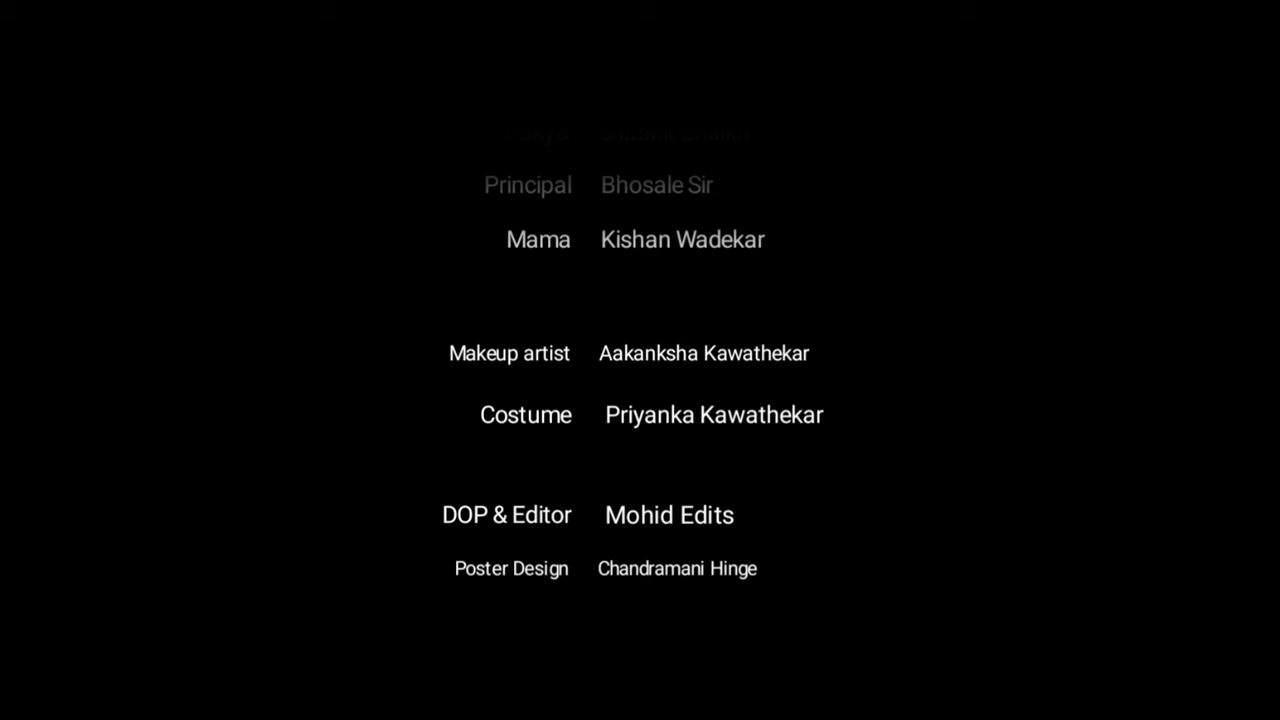 Principal Bhosale Sir
Mama Kishan Wadekar
Makeup artist Aakanksha Kawathekar
Costume Priyanka Kawathekar
DOP & Editor Mohid Edits
Poster Design Chandramani Hinge